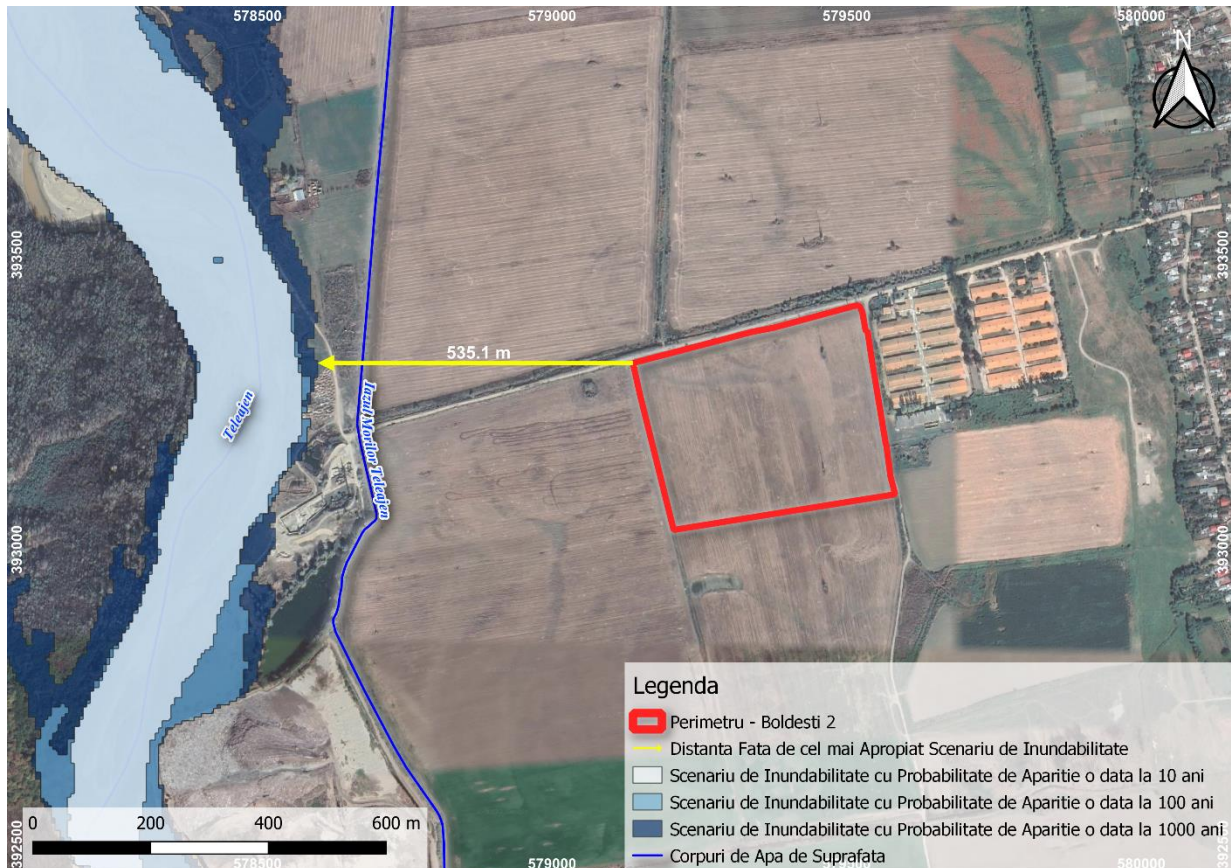 578500
579000
579500
580000
N
393500
393500
535.1 m
Teleajen
Iazul Morilor Teleajen
393000
393000
392500
Legenda
Perimetru - Boldesti 2
Distanta Fata de cel mai Apropiat Scenariu de Inundabilitate
Scenariu de Inundabilitate cu Probabilitate de Aparitie o data la 10 ani
Scenariu de Inundabilitate cu Probabilitate de Aparitie o data la 100 ani
Scenariu de Inundabilitate cu Probabilitate de Aparitie o data la 1000 ani
Corpuri de Apa de Suprafata
0 200 400 600 m
578500
579000
580000